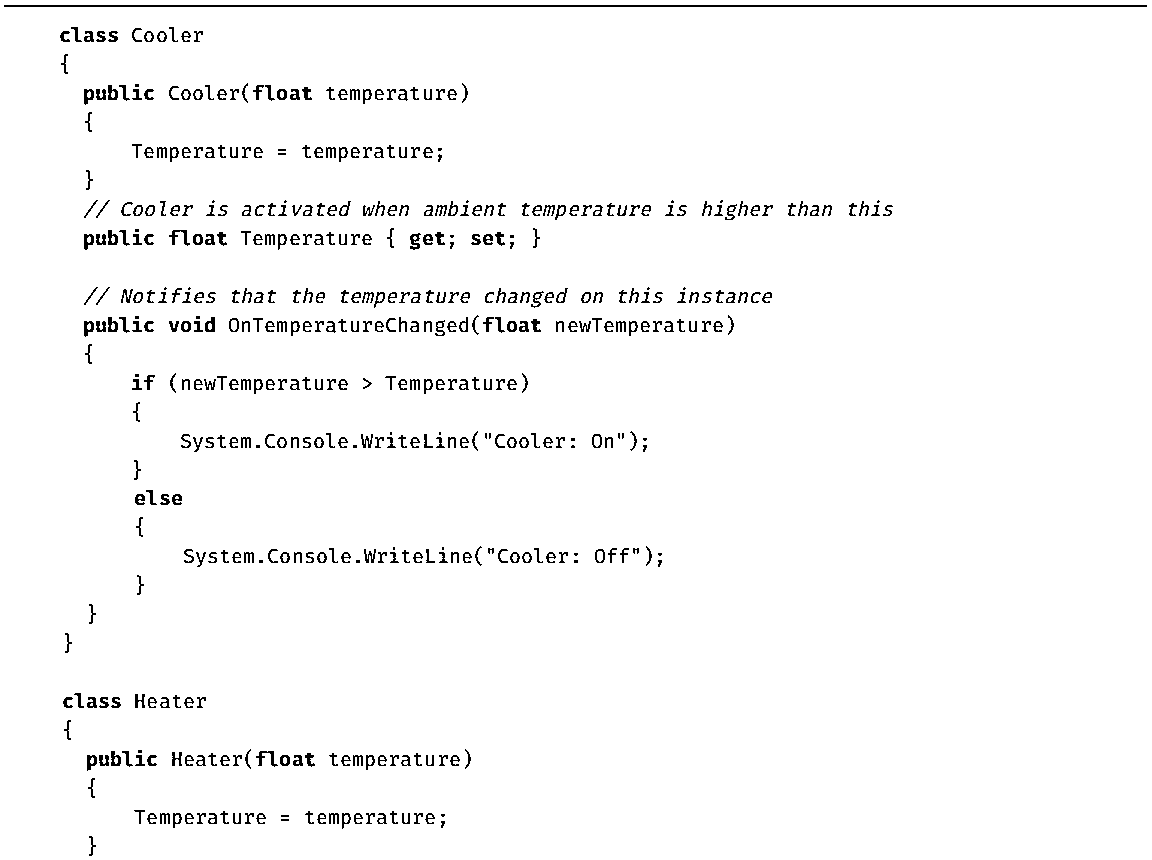 class Cooler
{
  public Cooler(float temperature)
  {
      Temperature = temperature;
  }
  // Cooler is activated when ambient temperature is higher than this
  public float Temperature { get; set; }

  // Notifies that the temperature changed on this instance
  public void OnTemperatureChanged(float newTemperature)
  {
      if (newTemperature > Temperature)
      {
          System.Console.WriteLine("Cooler: On");
      }
      else
      {
          System.Console.WriteLine("Cooler: Off");
      }
  }
}

class Heater
{
  public Heater(float temperature)
  {
      Temperature = temperature;
  }